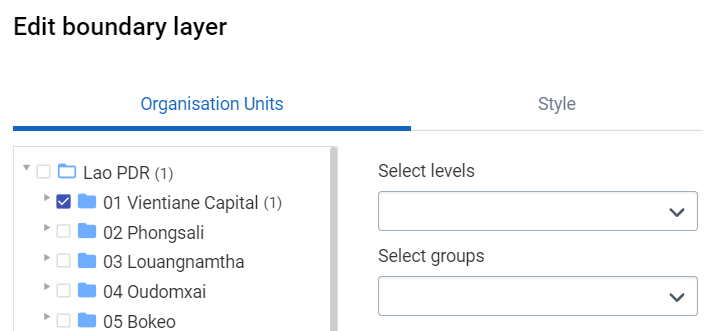 Edit boundary layer
Organisation Units
Style
Lao PDR (1)
01 Vientiane Capital (1)
02 Phongsali
03 Louangnamtha
04 Oudomxai
05 Bokeo
Select levels
Select groups